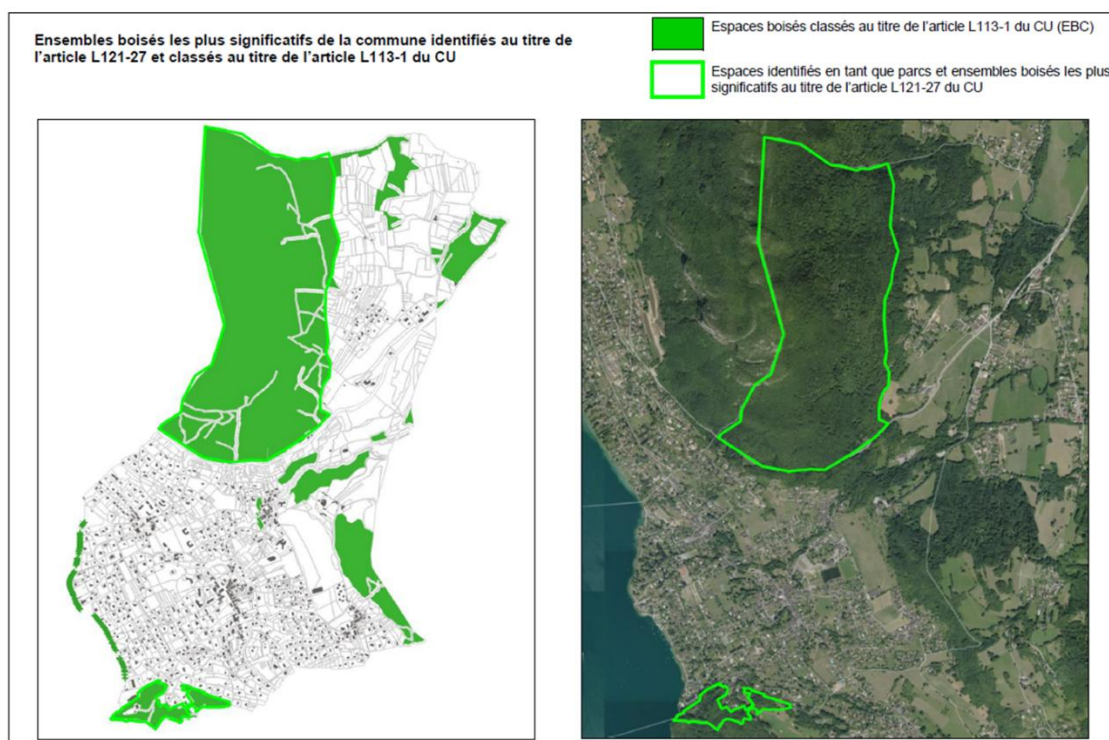 Ensembles boisés les plus significatifs de la commune identifiés au titre de
l'article L121-27 et classés au titre de l'article L113-1 du CU
Espaces boisés classés au titre de l'article L113-1 du CU (EBC)
Espaces identifiés en tant que parcs et ensembles boisés les plus
significatifs au titre de l'article L121-27 du CU